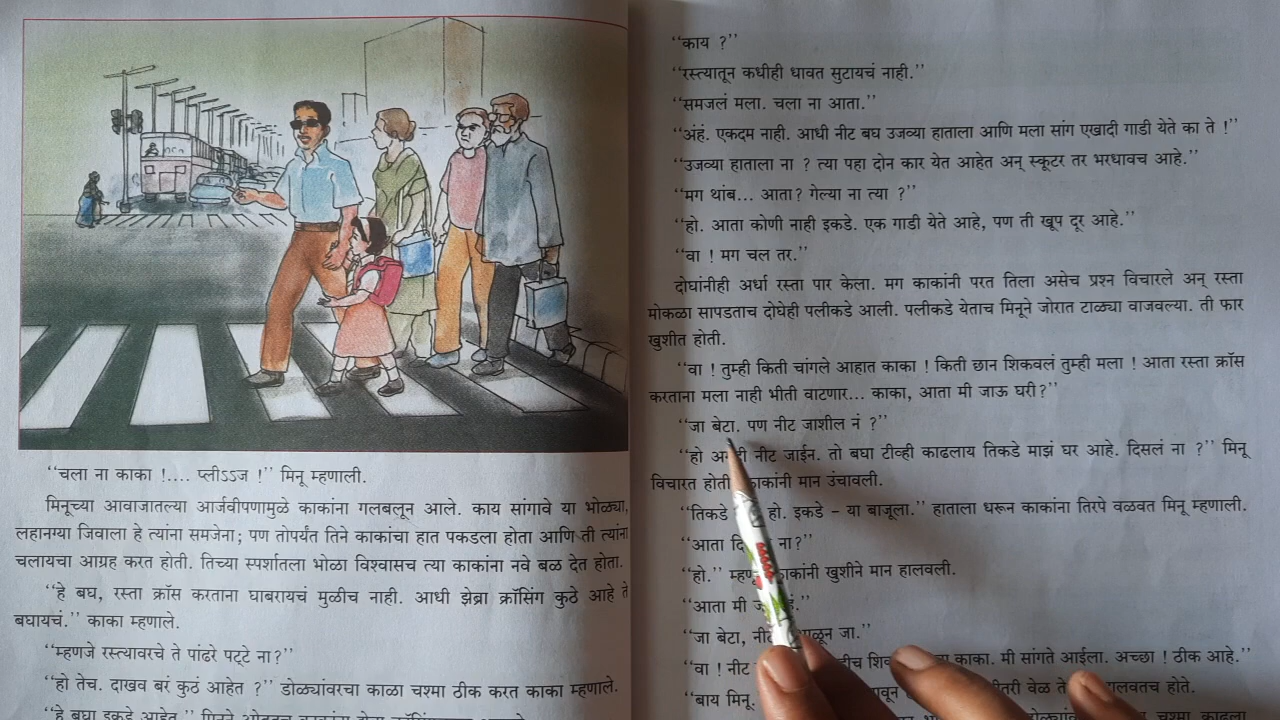 “चला ना काका !.... प्लीऽऽज !” मिनू म्हणाली.
मिनूच्या आवाजातल्या आर्जवीपणामुळे काकांना गलबलून आले. काय सांगावे या भोळ्या,
लहानग्या जिवाला हे त्यांना समजेना; पण तोपर्यंत तिने काकांचा हात पकडला होता आणि ती त्यांना
चलायचा आग्रह करत होती. तिच्या स्पर्शातला भोळा विश्वासच त्या काकांना नवे बळ देत होता.
“हे बघ, रस्ता क्रॉस करताना घाबरायचं मुळीच नाही. आधी झेब्रा क्रॉसिंग कुठे आहे ते
बघायचं.” काका म्हणाले.
“म्हणजे रस्त्यावरचे ते पांढरे पट्टे ना?”
“हो तेच. दाखव बरं कुठं आहेत ?” डोळ्यांवरचा काळा चश्मा ठीक करत काका म्हणाले.
“हे बघा इकडे आहेत.” मिनूने
“काय ?”
“रस्त्यातून कधीही धावत सुटायचं नाही.”
“समजलं मला. चला ना आता.”
“अंहं. एकदम नाही. आधी नीट बघ उजव्या हाताला आणि मला सांग एखादी गाडी येते का ते !”
“उजव्या हाताला ना ? त्या पहा दोन कार येत आहेत अन् स्कूटर तर भरधावच आहे.”
“मग थांब... आता? गेल्या ना त्या ?”
“हो. आता कोणी नाही इकडे. एक गाडी येते आहे, पण ती खूप दूर आहे.”
“वा ! मग चल तर.”
दोघांनीही अर्धा रस्ता पार केला. मग काकांनी परत तिला असेच प्रश्न विचारले अन् रस्ता
मोकळा सापडताच दोघेही पलीकडे आली. पलीकडे येताच मिनूने जोरात टाळ्या वाजवल्या. ती फार
खुशीत होती.
“वा ! तुम्ही किती चांगले आहात काका ! किती छान शिकवलं तुम्ही मला ! आता रस्ता क्रॉस
करताना मला नाही भीती वाटणार... काका, आता मी जाऊ घरी?”
“जा बेटा. पण नीट जाशील नं ?”
“हो नीट जाईन. तो बघा टीव्ही काढलाय तिकडे माझं घर आहे. दिसलं ना ?” मिनू
विचारत होती काकांनी मान उंचावली.
“तिकडे हो. इकडे - या बाजूला.” हाताला धरून काकांना तिरपे वळवत मिनू म्हणाली.
“आता ना?”
“हो.” काकांनी खुशीने मान हालवली.
“आता मी
“जा बेटा, जा.”
“वा ! नीट काका. मी सांगते आईला. अच्छा ! ठीक आहे.”
“बाय मिनू. वेळ होते.
चश्मा काढला